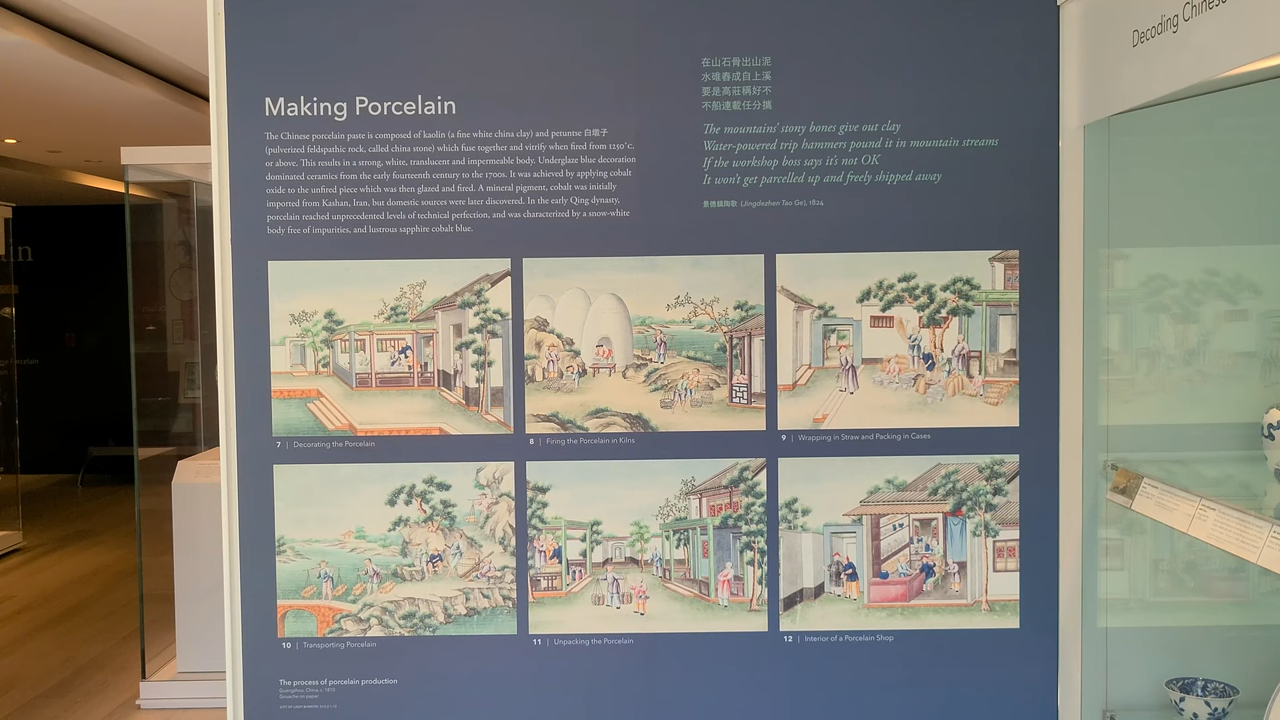 Decoding Chinese
Making Porcelain
The Chinese porcelain paste is composed of kaolin (a fine white china clay) and petuntse 白墩子
(pulverized feldspathic rock, called china stone) which fuse together and vitrify when fired from 1250°c.
or above. This results in a strong, white, translucent and impermeable body. Underglaze blue decoration
dominated ceramics from the early fourteenth century to the 1700s. It was achieved by applying cobalt
oxide to the unfired piece which was then glazed and fired. A mineral pigment, cobalt was initially
imported from Kashan, Iran, but domestic sources were later discovered. In the early Qing dynasty,
porcelain reached unprecedented levels of technical perfection, and was characterized by a snow-white
body free of impurities, and lustrous sapphire cobalt blue.
在山石骨出山泥
水碓舂成自上溪
要是高莊稱好不
不船連載任分攜
The mountains' stony bones give out clay
Water-powered trip hammers pound it in mountain streams
If the workshop boss says it's not OK
It won't get parcelled up and freely shipped away
景德鎮陶歌 (Jingdezhen Tao Ge), 1824
7 | Decorating the Porcelain
8 | Firing the Porcelain in Kilns
9 | Wrapping in Straw and Packing in Cases
10 | Transporting Porcelain
11 | Unpacking the Porcelain
12 | Interior of a Porcelain Shop
The process of porcelain production
Guangzhou, China, c. 1810
Gouache on paper